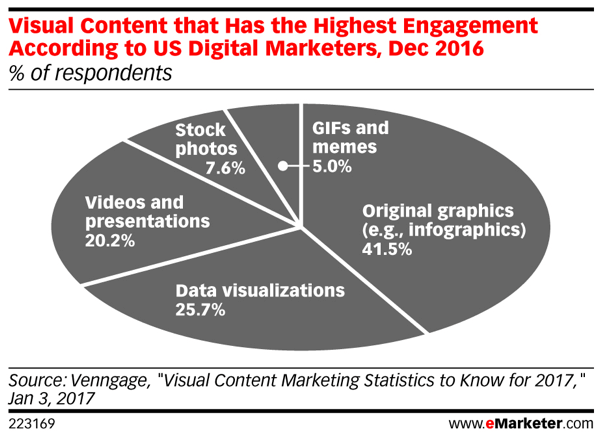 Visual Content that Has the Highest Engagement
According to US Digital Marketers, Dec 2016
% of respondents
GIFs and
memes
5.0%
Original graphics
(e.g., infographics)
41.5%
Data visualizations
25.7%
Videos and
presentations
20.2%
Stock
photos
7.6%
Source: Venngage, "Visual Content Marketing Statistics to Know for 2017,"
Jan 3, 2017
223169
www.eMarketer.com